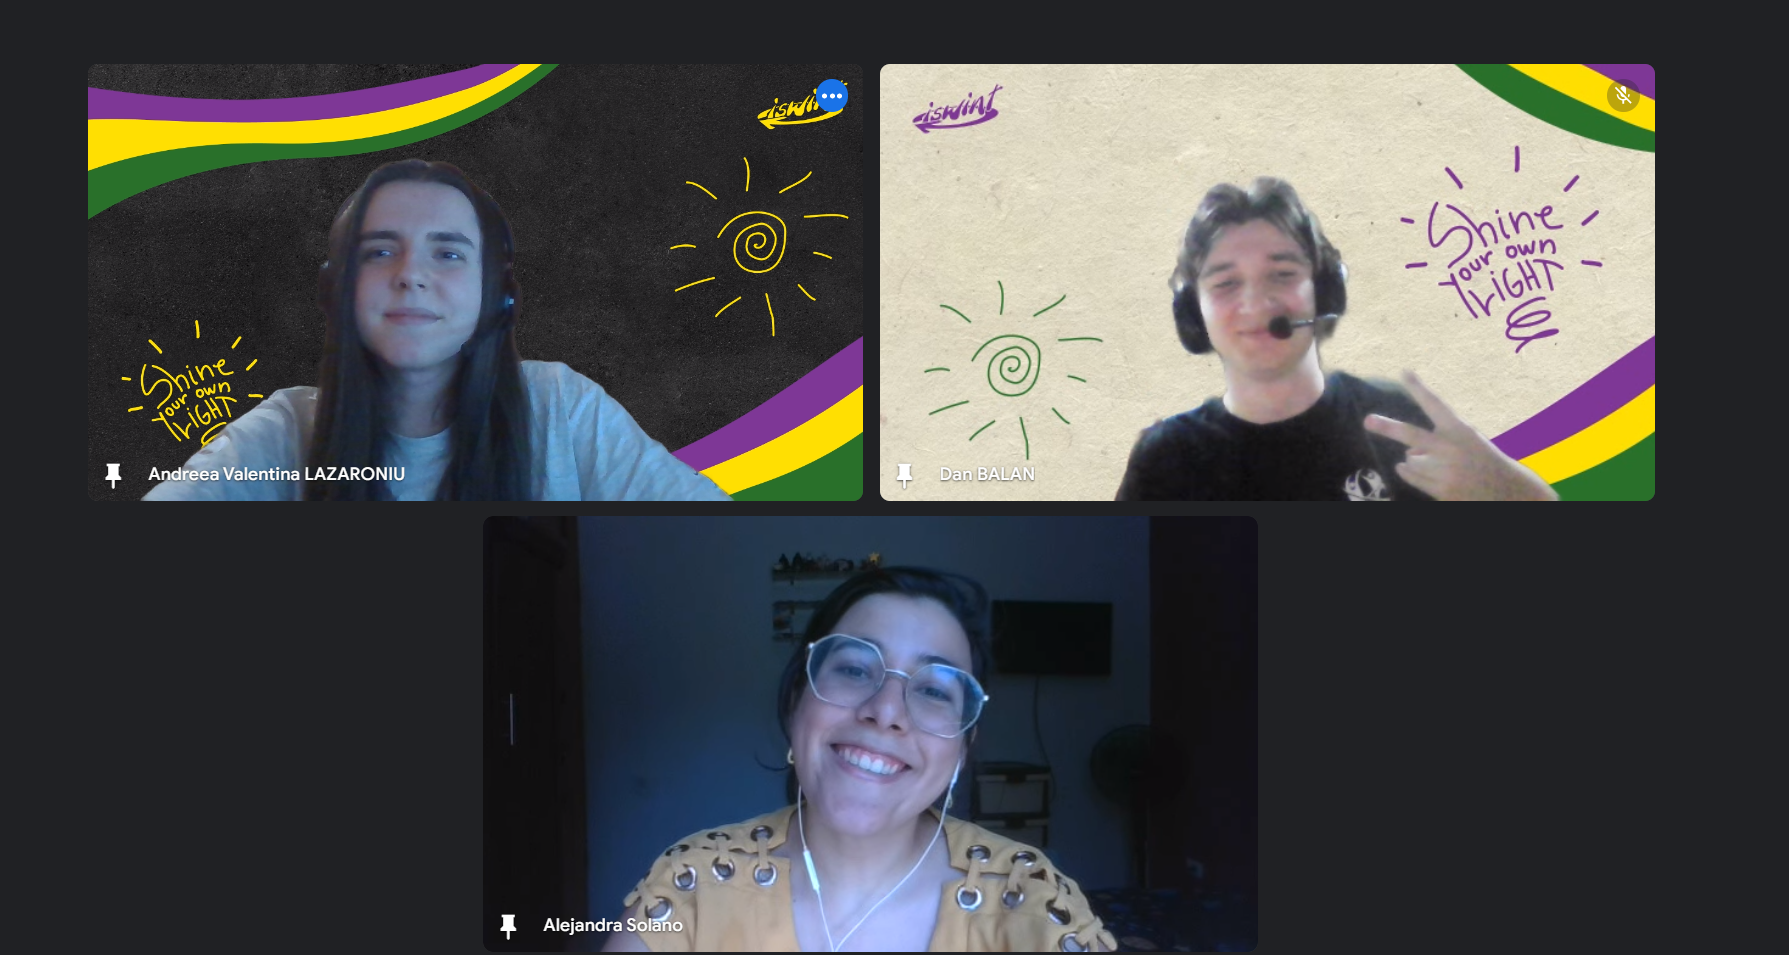 iswint
Shine
your own
LIGHT
Andreea Valentina LAZARONIU
iswint
Shine
your own
LIGHT
Dan BALAN
Alejandra Solano